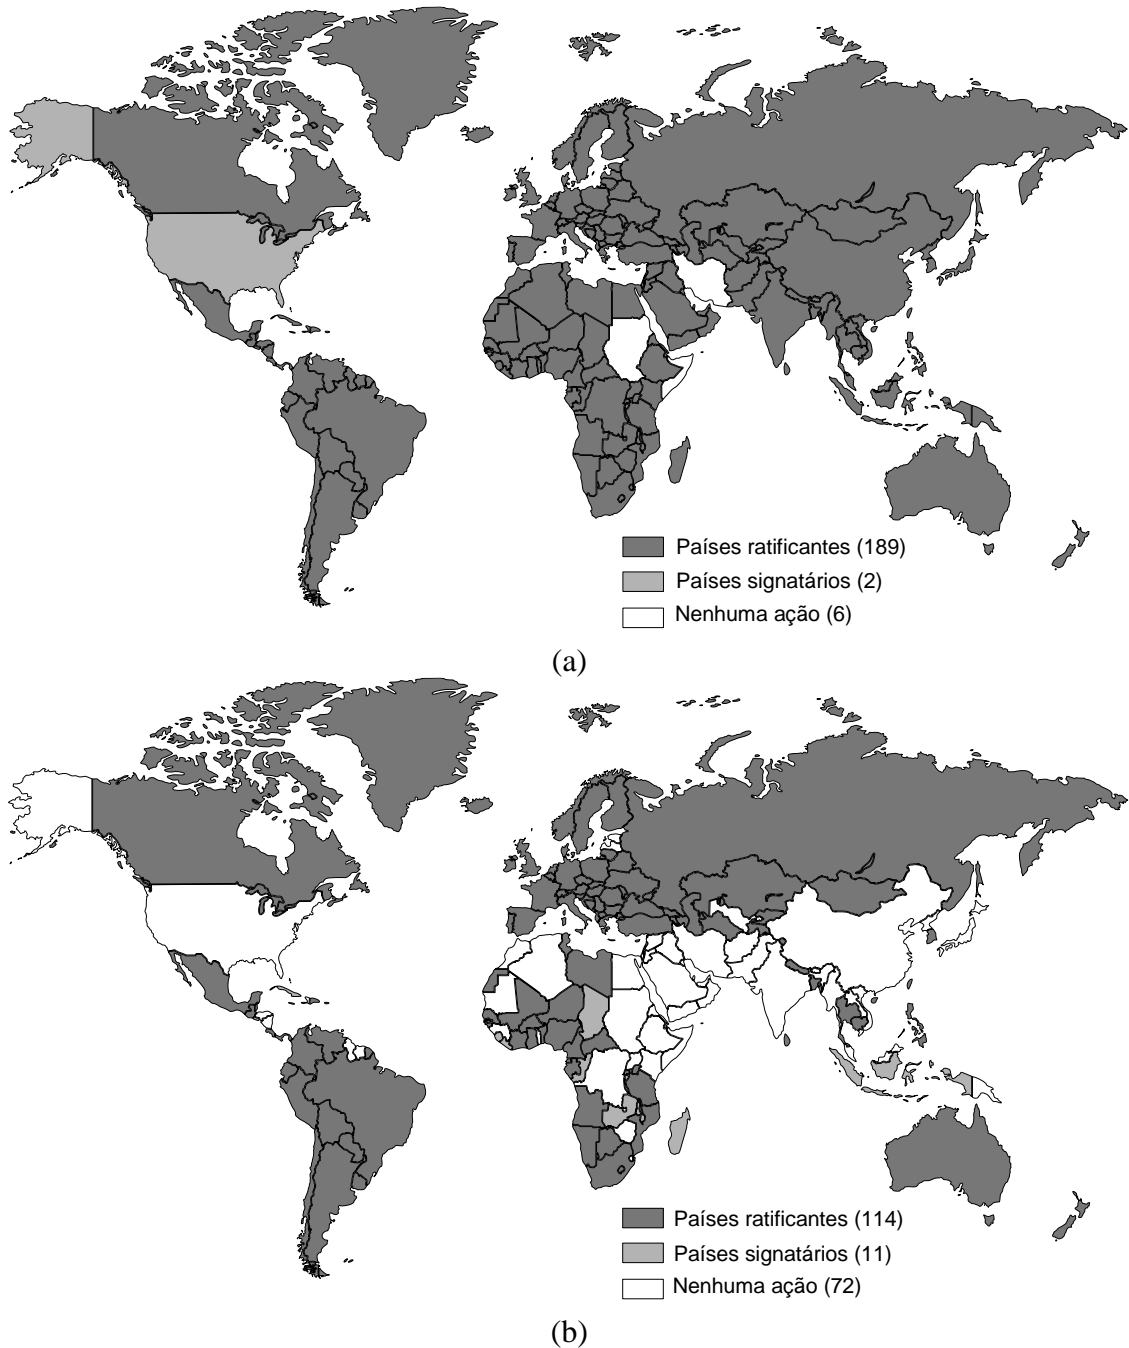 Países ratificantes (189)
Países signatários (2)
Nenhuma ação (6)
(a)
Países ratificantes (114)
Países signatários (11)
Nenhuma ação (72)
(b)